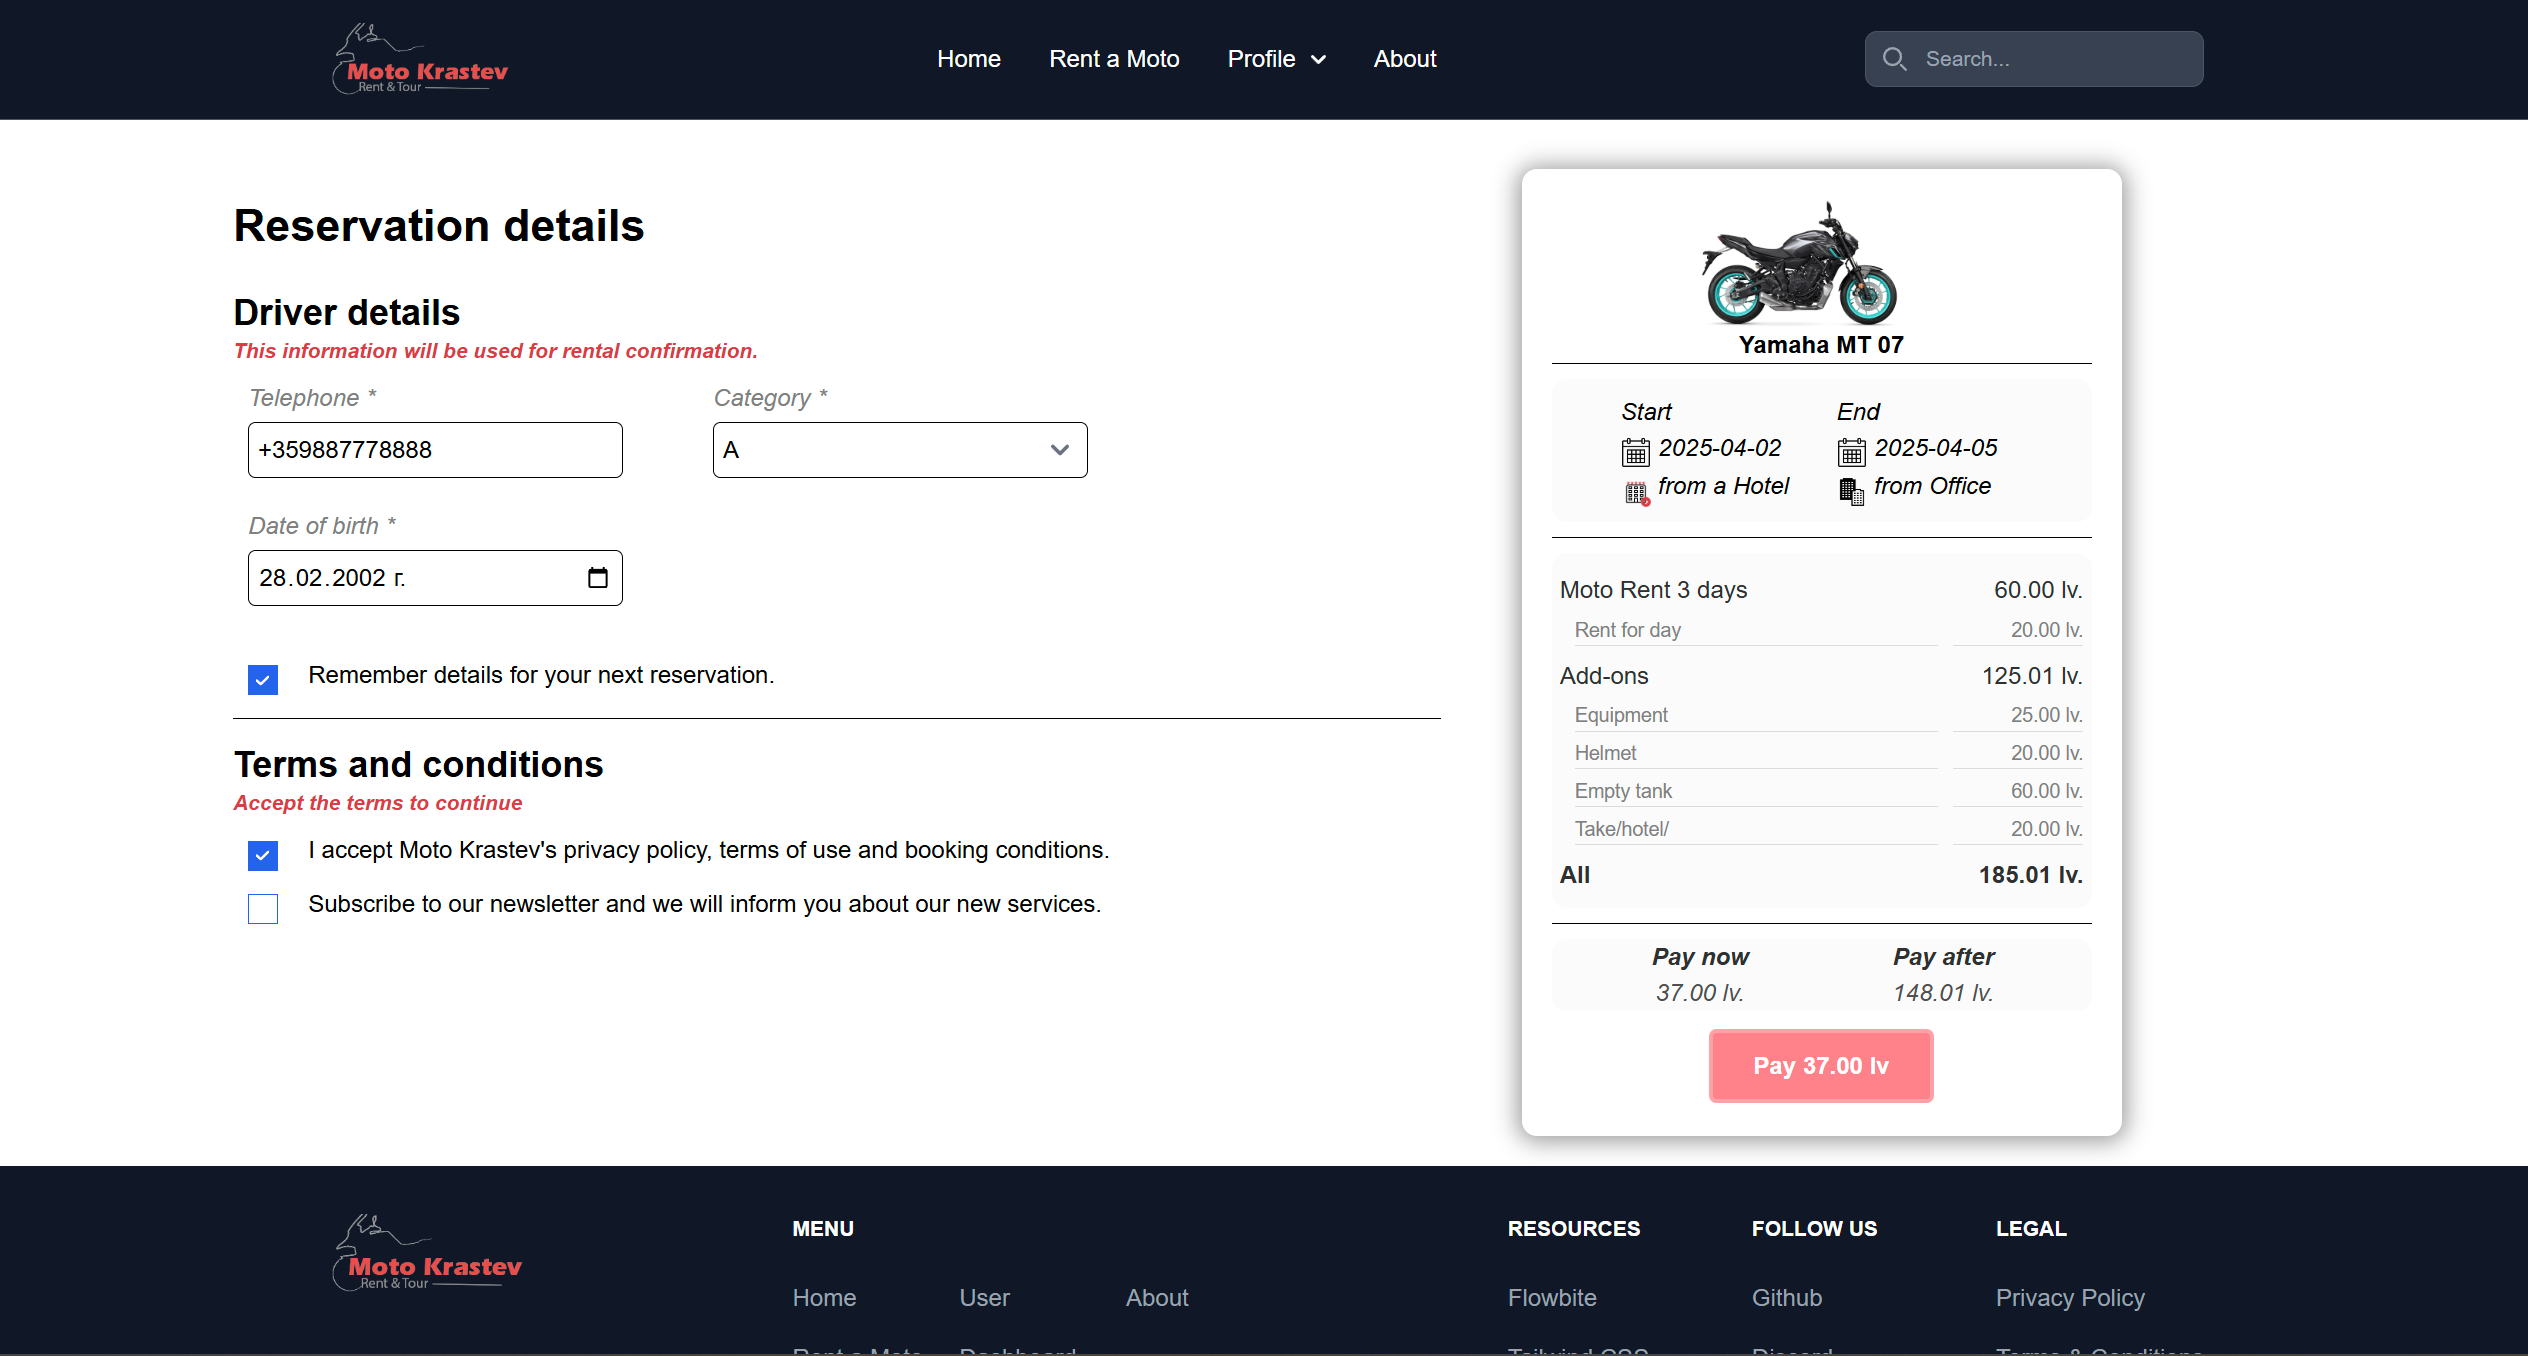 Moto Krastev
Rent & Tour
Home
Rent a Moto
Profile
About
Search...
Reservation details
Driver details
This information will be used for rental confirmation.
Telephone *
Category *
+359887778888
A
Date of birth *
28.02.2002 г.
Remember details for your next reservation.
Terms and conditions
Accept the terms to continue
I accept Moto Krastev's privacy policy, terms of use and booking conditions.
Subscribe to our newsletter and we will inform you about our new services.
Yamaha MT 07
Start
End
2025-04-02
2025-04-05
from a Hotel
from Office
Moto Rent 3 days 60.00 lv.
Rent for day 20.00 lv.
Add-ons 125.01 lv.
Equipment 25.00 lv.
Helmet 20.00 lv.
Empty tank 60.00 lv.
Take/hotel/ 20.00 lv.
All 185.01 lv.
Pay now
Pay after
37.00 lv.
148.01 lv.
Pay 37.00 lv
Moto Krastev
Rent & Tour
MENU
RESOURCES
FOLLOW US
LEGAL
Home
User
About
Flowbite
Github
Privacy Policy
Rent a Moto
Dashboard
Tailwind CSS
Discord
Terms & Conditions